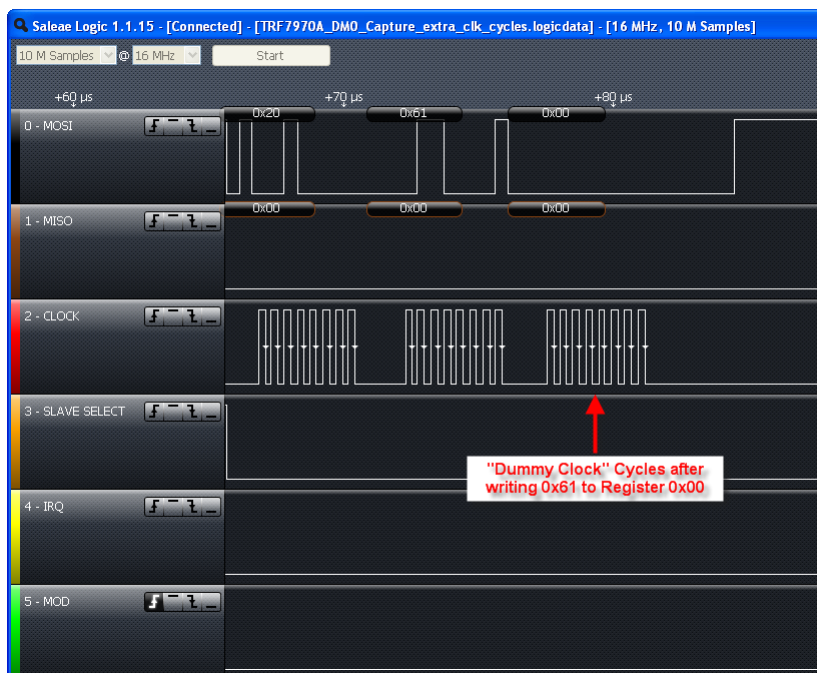 Saleae Logic 1.1.15 - [Connected] - [TRF7970A_DM0_Capture_extra_clk_cycles.logicdata] - [16 MHz, 10 M Samples]
10 M Samples @ 16 MHz Start
+60 µs +70 µs +80 µs
0x20 0x61 0x00
0 - MOSI
0x00 0x00 0x00
1 - MISO
2 - CLOCK
3 - SLAVE SELECT
"Dummy Clock" Cycles after
writing 0x61 to Register 0x00
4 - IRQ
5 - MOD